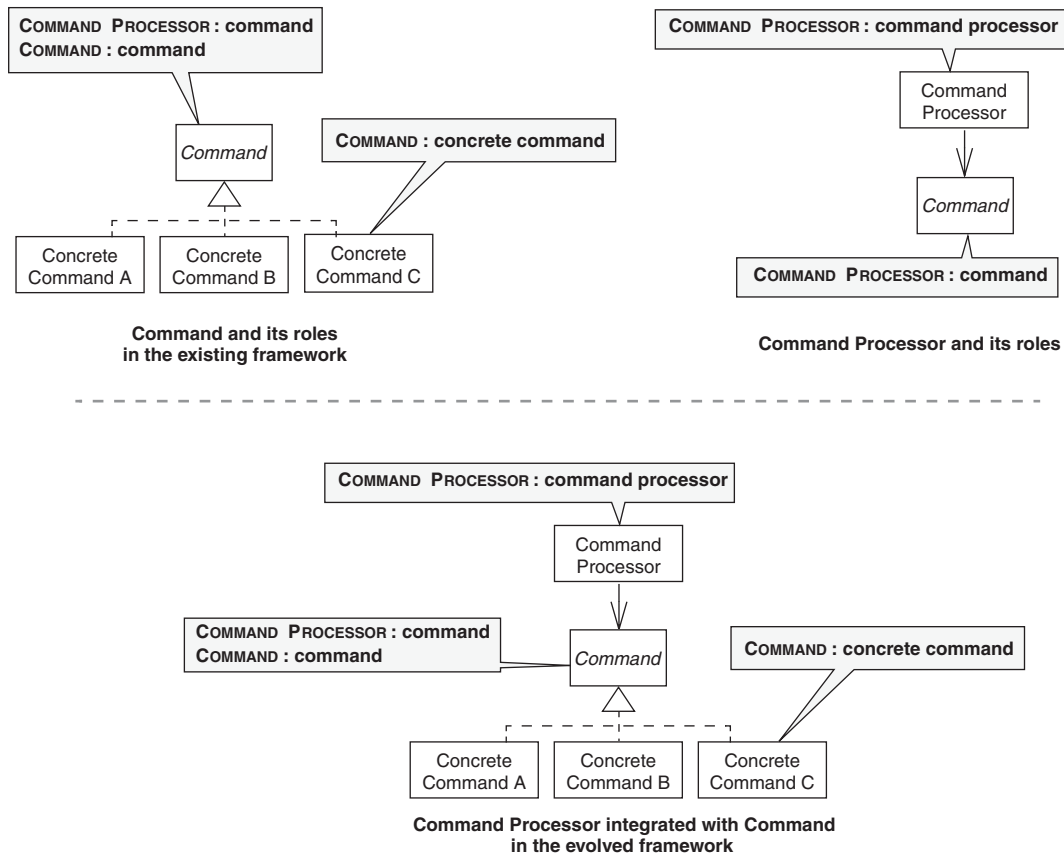 COMMAND PROCESSOR : command
COMMAND : command
Command
COMMAND : concrete command
Concrete
Command A
Concrete
Command B
Concrete
Command C
Command and its roles
in the existing framework
COMMAND PROCESSOR : command processor
Command
Processor
Command
COMMAND PROCESSOR : command
Command Processor and its roles
COMMAND PROCESSOR : command processor
Command
Processor
COMMAND PROCESSOR : command
COMMAND : command
Command
COMMAND : concrete command
Concrete
Command A
Concrete
Command B
Concrete
Command C
Command Processor integrated with Command
in the evolved framework